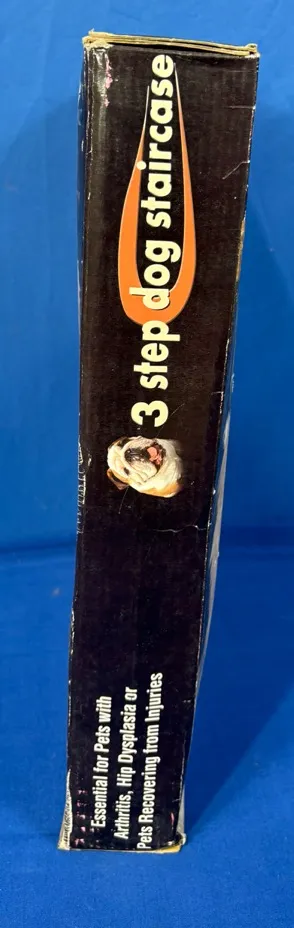 3 step dog staircase
Essential for Pets with
Arthritis, Hip Dysplasia or
Pets Recovering from Injuries